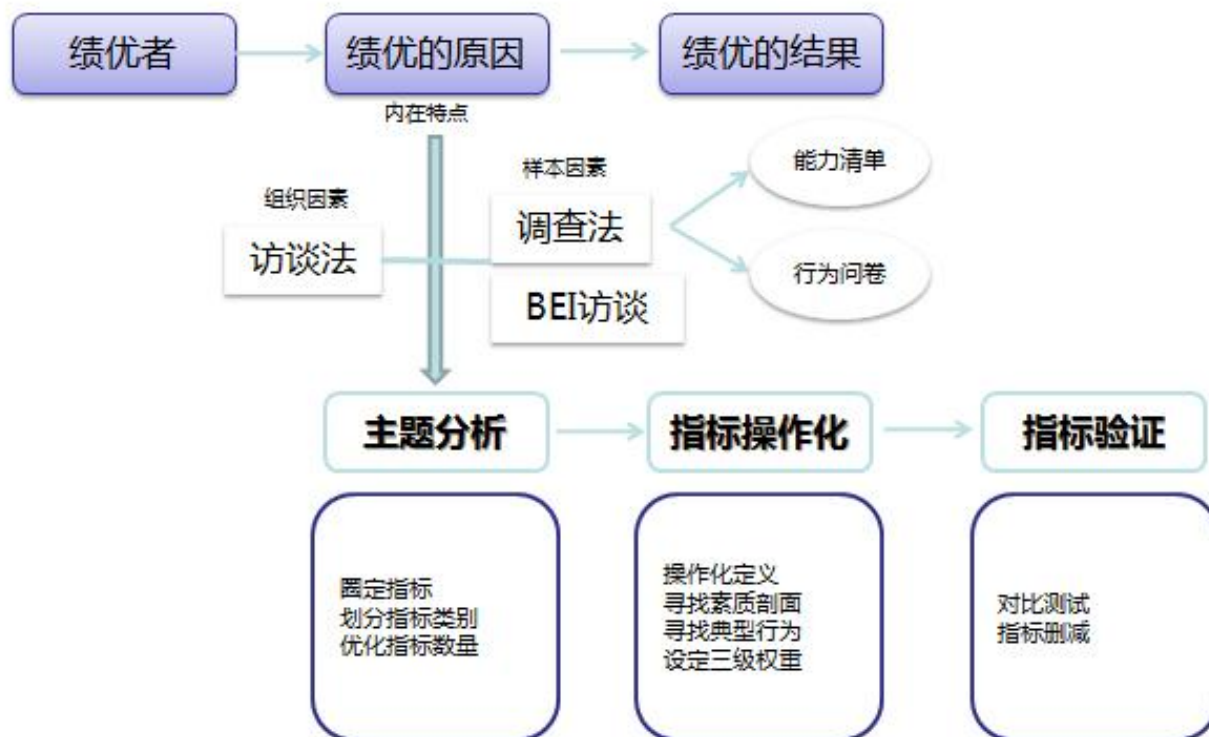 绩优者
绩优的原因
绩优的结果
内在特点
样本因素
能力清单
组织因素
调查法
访谈法
行为问卷
BEI访谈
主题分析
指标操作化
指标验证
圈定指标
划分指标类别
优化指标数量
操作化定义
寻找素质剖面
寻找典型行为
设定三级权重
对比测试
指标删减